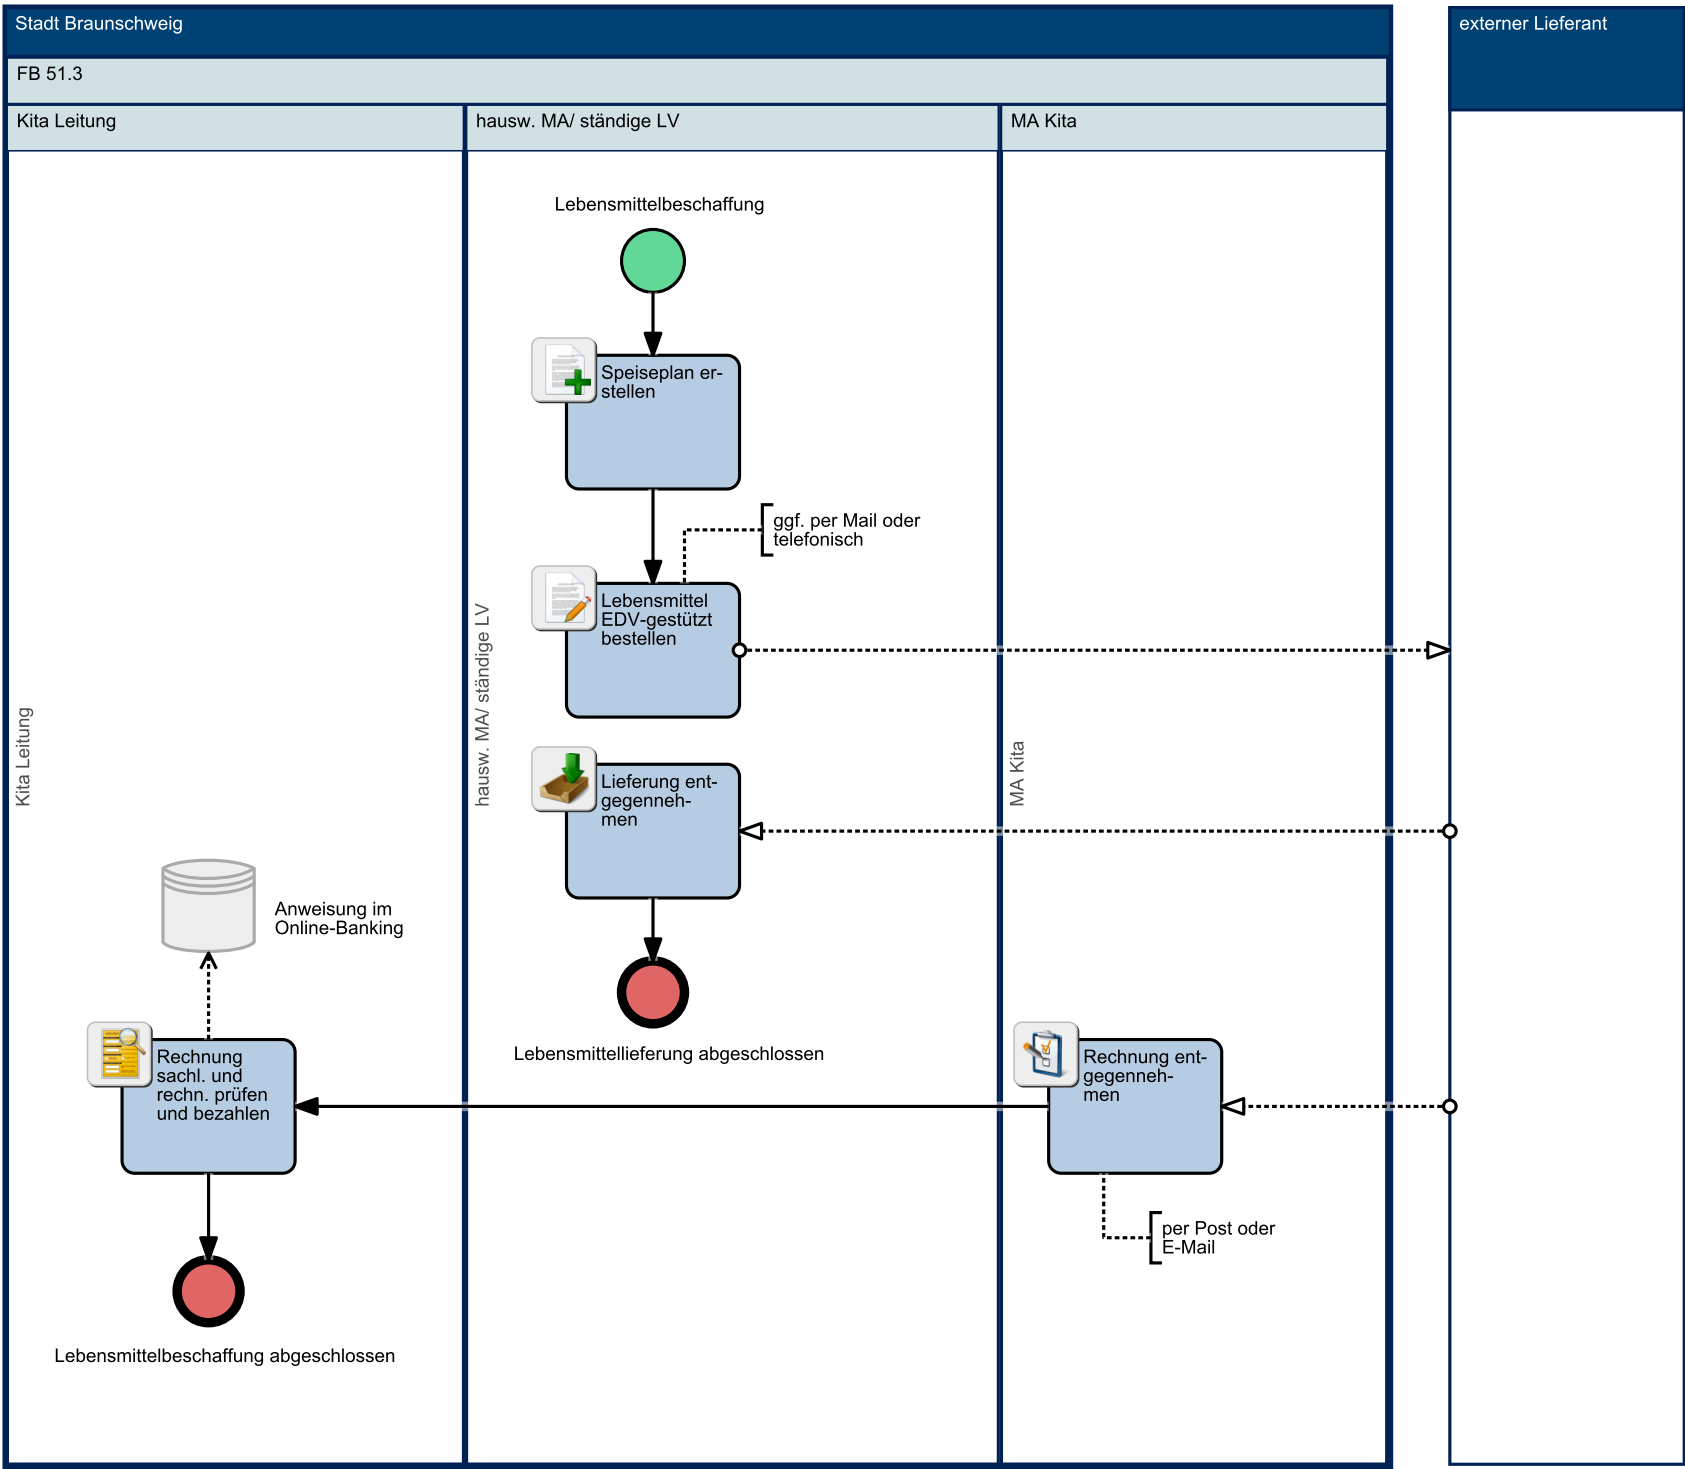 Stadt Braunschweig
externer Lieferant
FB 51.3
Kita Leitung
hausw. MA/ ständige LV
MA Kita
Lebensmittelbeschaffung
Speiseplan er-
stellen
ggf. per Mail oder
telefonisch
Lebensmittel
EDV-gestützt
bestellen
Kita Leitung
hausw. MA/ ständige LV
MA Kita
Lieferung ent-
gegenneh-
men
Anweisung im
Online-Banking
Lebensmittellieferung abgeschlossen
Rechnung
sachl. und
rechn. prüfen
und bezahlen
Rechnung ent-
gegenneh-
men
per Post oder
E-Mail
Lebensmittelbeschaffung abgeschlossen